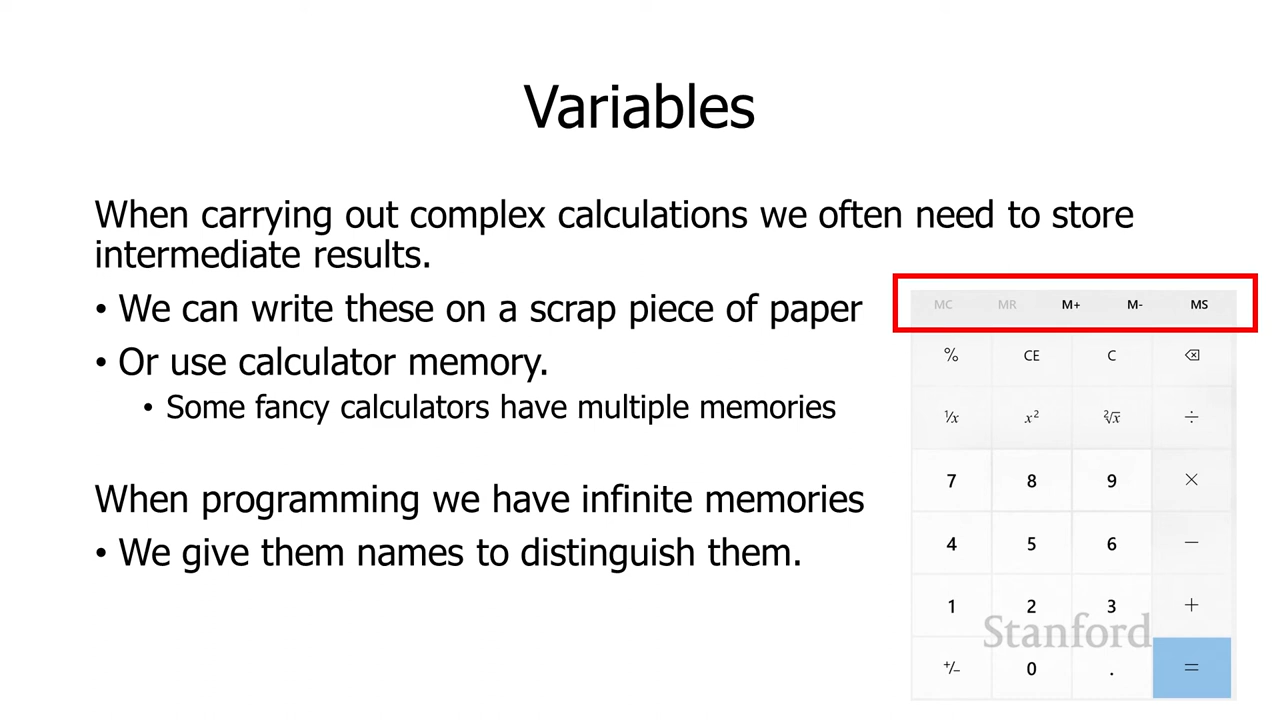 Variables
When carrying out complex calculations we often need to store
intermediate results.
• We can write these on a scrap piece of paper
• Or use calculator memory.
• Some fancy calculators have multiple memories
When programming we have infinite memories
• We give them names to distinguish them.
MC MR M+ M- MS
% CE C ⌫
¹/x x² ²√x ÷
7 8 9 ×
4 5 6 −
1 2 3 +
Stanford
⁺/₋ 0 . =